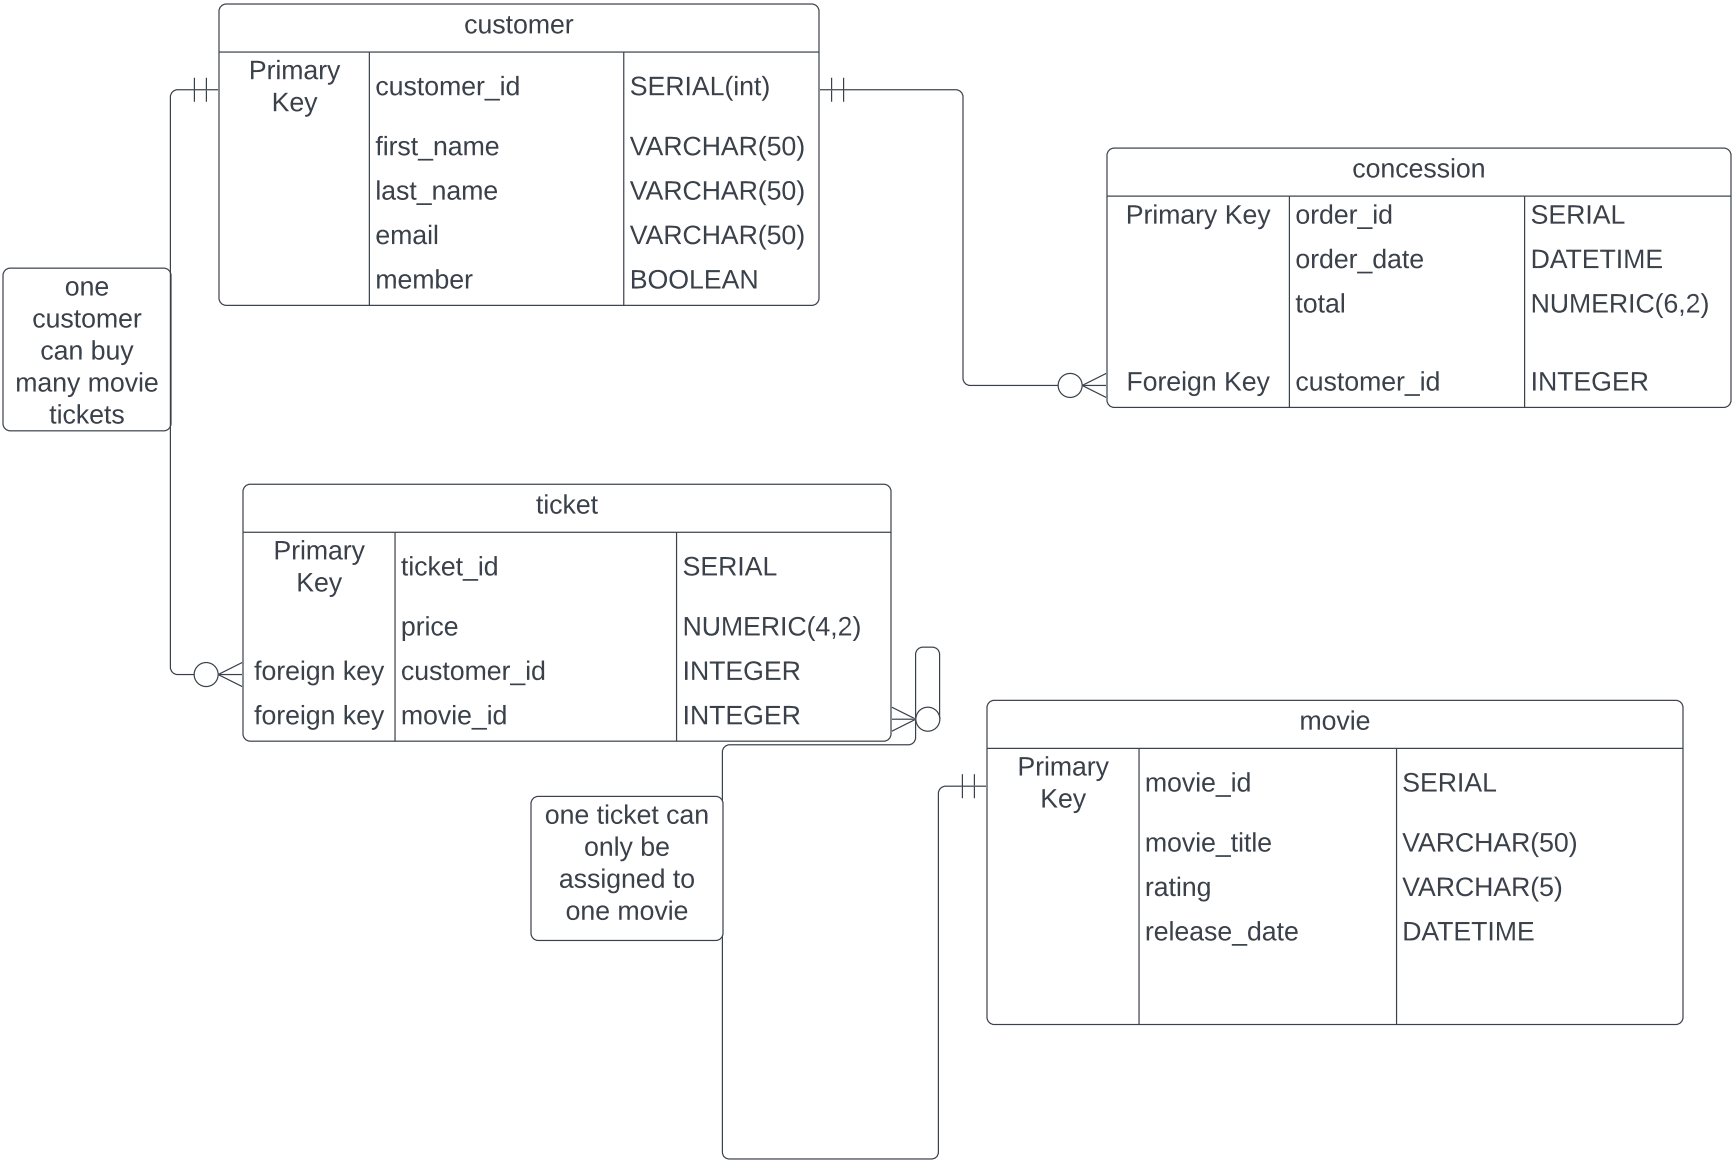 customer
Primary
Key
customer_id
SERIAL(int)
first_name
VARCHAR(50)
last_name
VARCHAR(50)
email
VARCHAR(50)
member
BOOLEAN
concession
Primary Key
order_id
SERIAL
order_date
DATETIME
total
NUMERIC(6,2)
Foreign Key
customer_id
INTEGER
one
customer
can buy
many movie
tickets
ticket
Primary
Key
ticket_id
SERIAL
price
NUMERIC(4,2)
foreign key
customer_id
INTEGER
foreign key
movie_id
INTEGER
one ticket can
only be
assigned to
one movie
movie
Primary
Key
movie_id
SERIAL
movie_title
VARCHAR(50)
rating
VARCHAR(5)
release_date
DATETIME